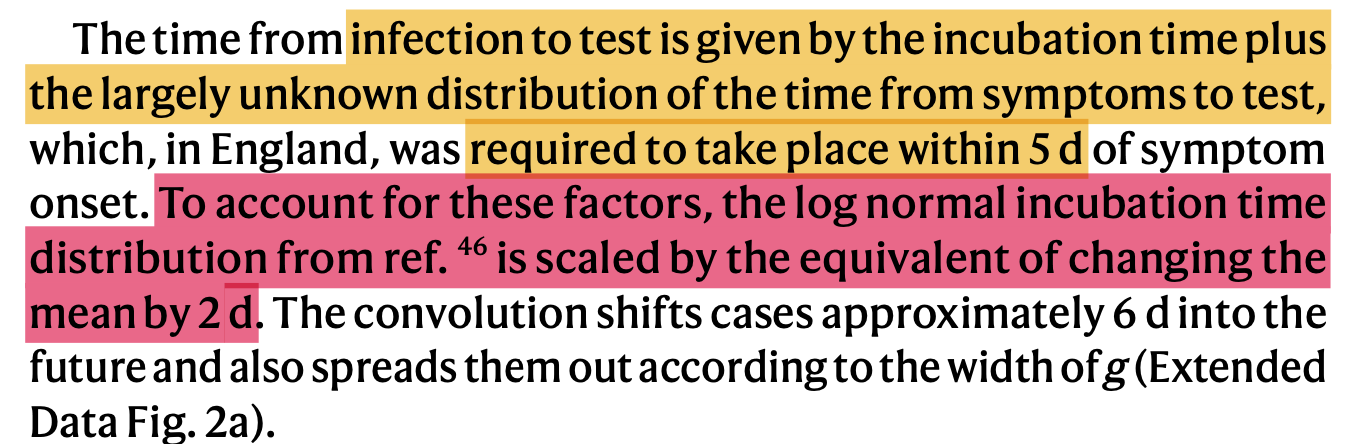 The time from infection to test is given by the incubation time plus
the largely unknown distribution of the time from symptoms to test,
which, in England, was required to take place within 5 d of symptom
onset. To account for these factors, the log normal incubation time
distribution from ref. ⁴⁶ is scaled by the equivalent of changing the
mean by 2 d. The convolution shifts cases approximately 6 d into the
future and also spreads them out according to the width of g (Extended
Data Fig. 2a).